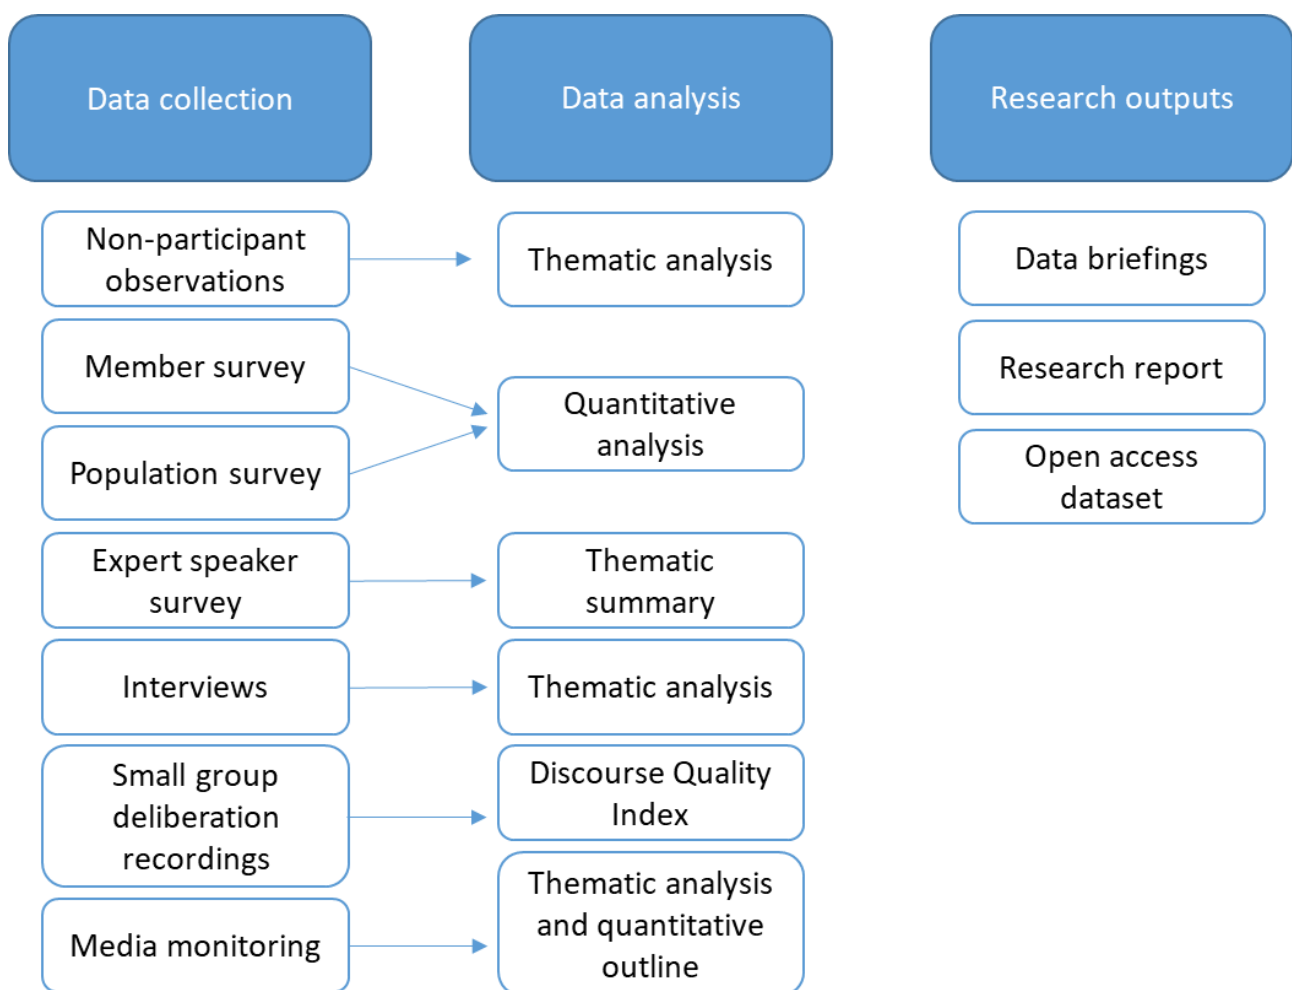 Data collection
Data analysis
Research outputs
Non-participant
observations
Thematic analysis
Data briefings
Member survey
Quantitative
analysis
Research report
Population survey
Open access
dataset
Expert speaker
survey
Thematic
summary
Interviews
Thematic analysis
Small group
deliberation
recordings
Discourse Quality
Index
Media monitoring
Thematic analysis
and quantitative
outline